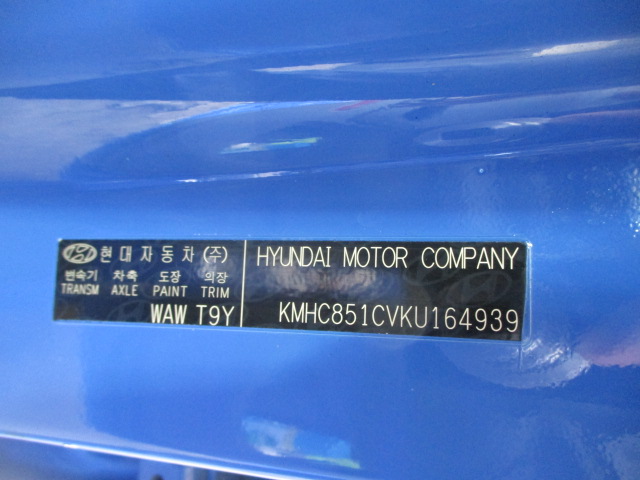 현대자동차(주)
변속기 차축 도장 의장
TRANSM AXLE PAINT TRIM
WAW T9Y
HYUNDAI MOTOR COMPANY
KMHC851CVKU164939